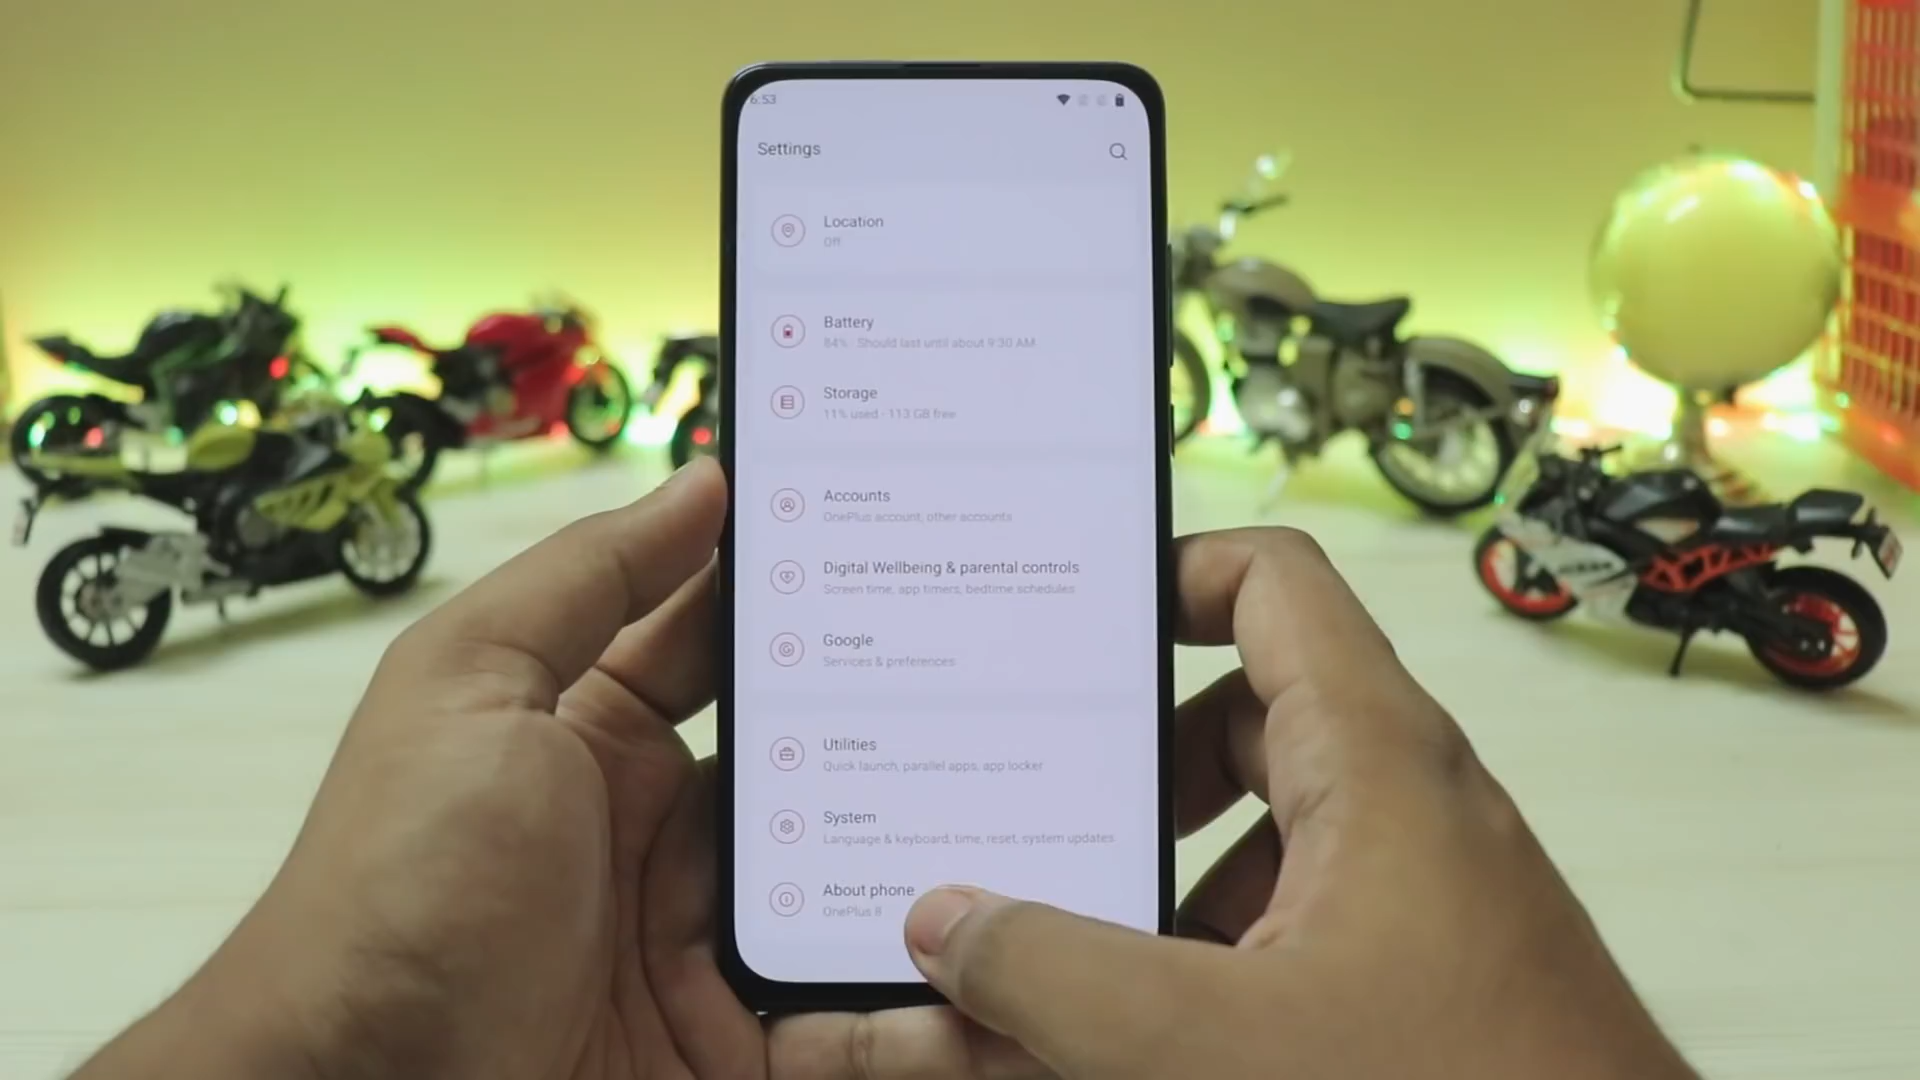 6:53
Settings
Location
Off
Battery
84% - Should last until about 9:30 AM
Storage
11% used - 113 GB free
Accounts
OnePlus account, other accounts
Digital Wellbeing & parental controls
Screen time, app timers, bedtime schedules
Google
Services & preferences
Utilities
Quick launch, parallel apps, app locker
System
Language & keyboard, time, reset, system updates
About phone
OnePlus 8